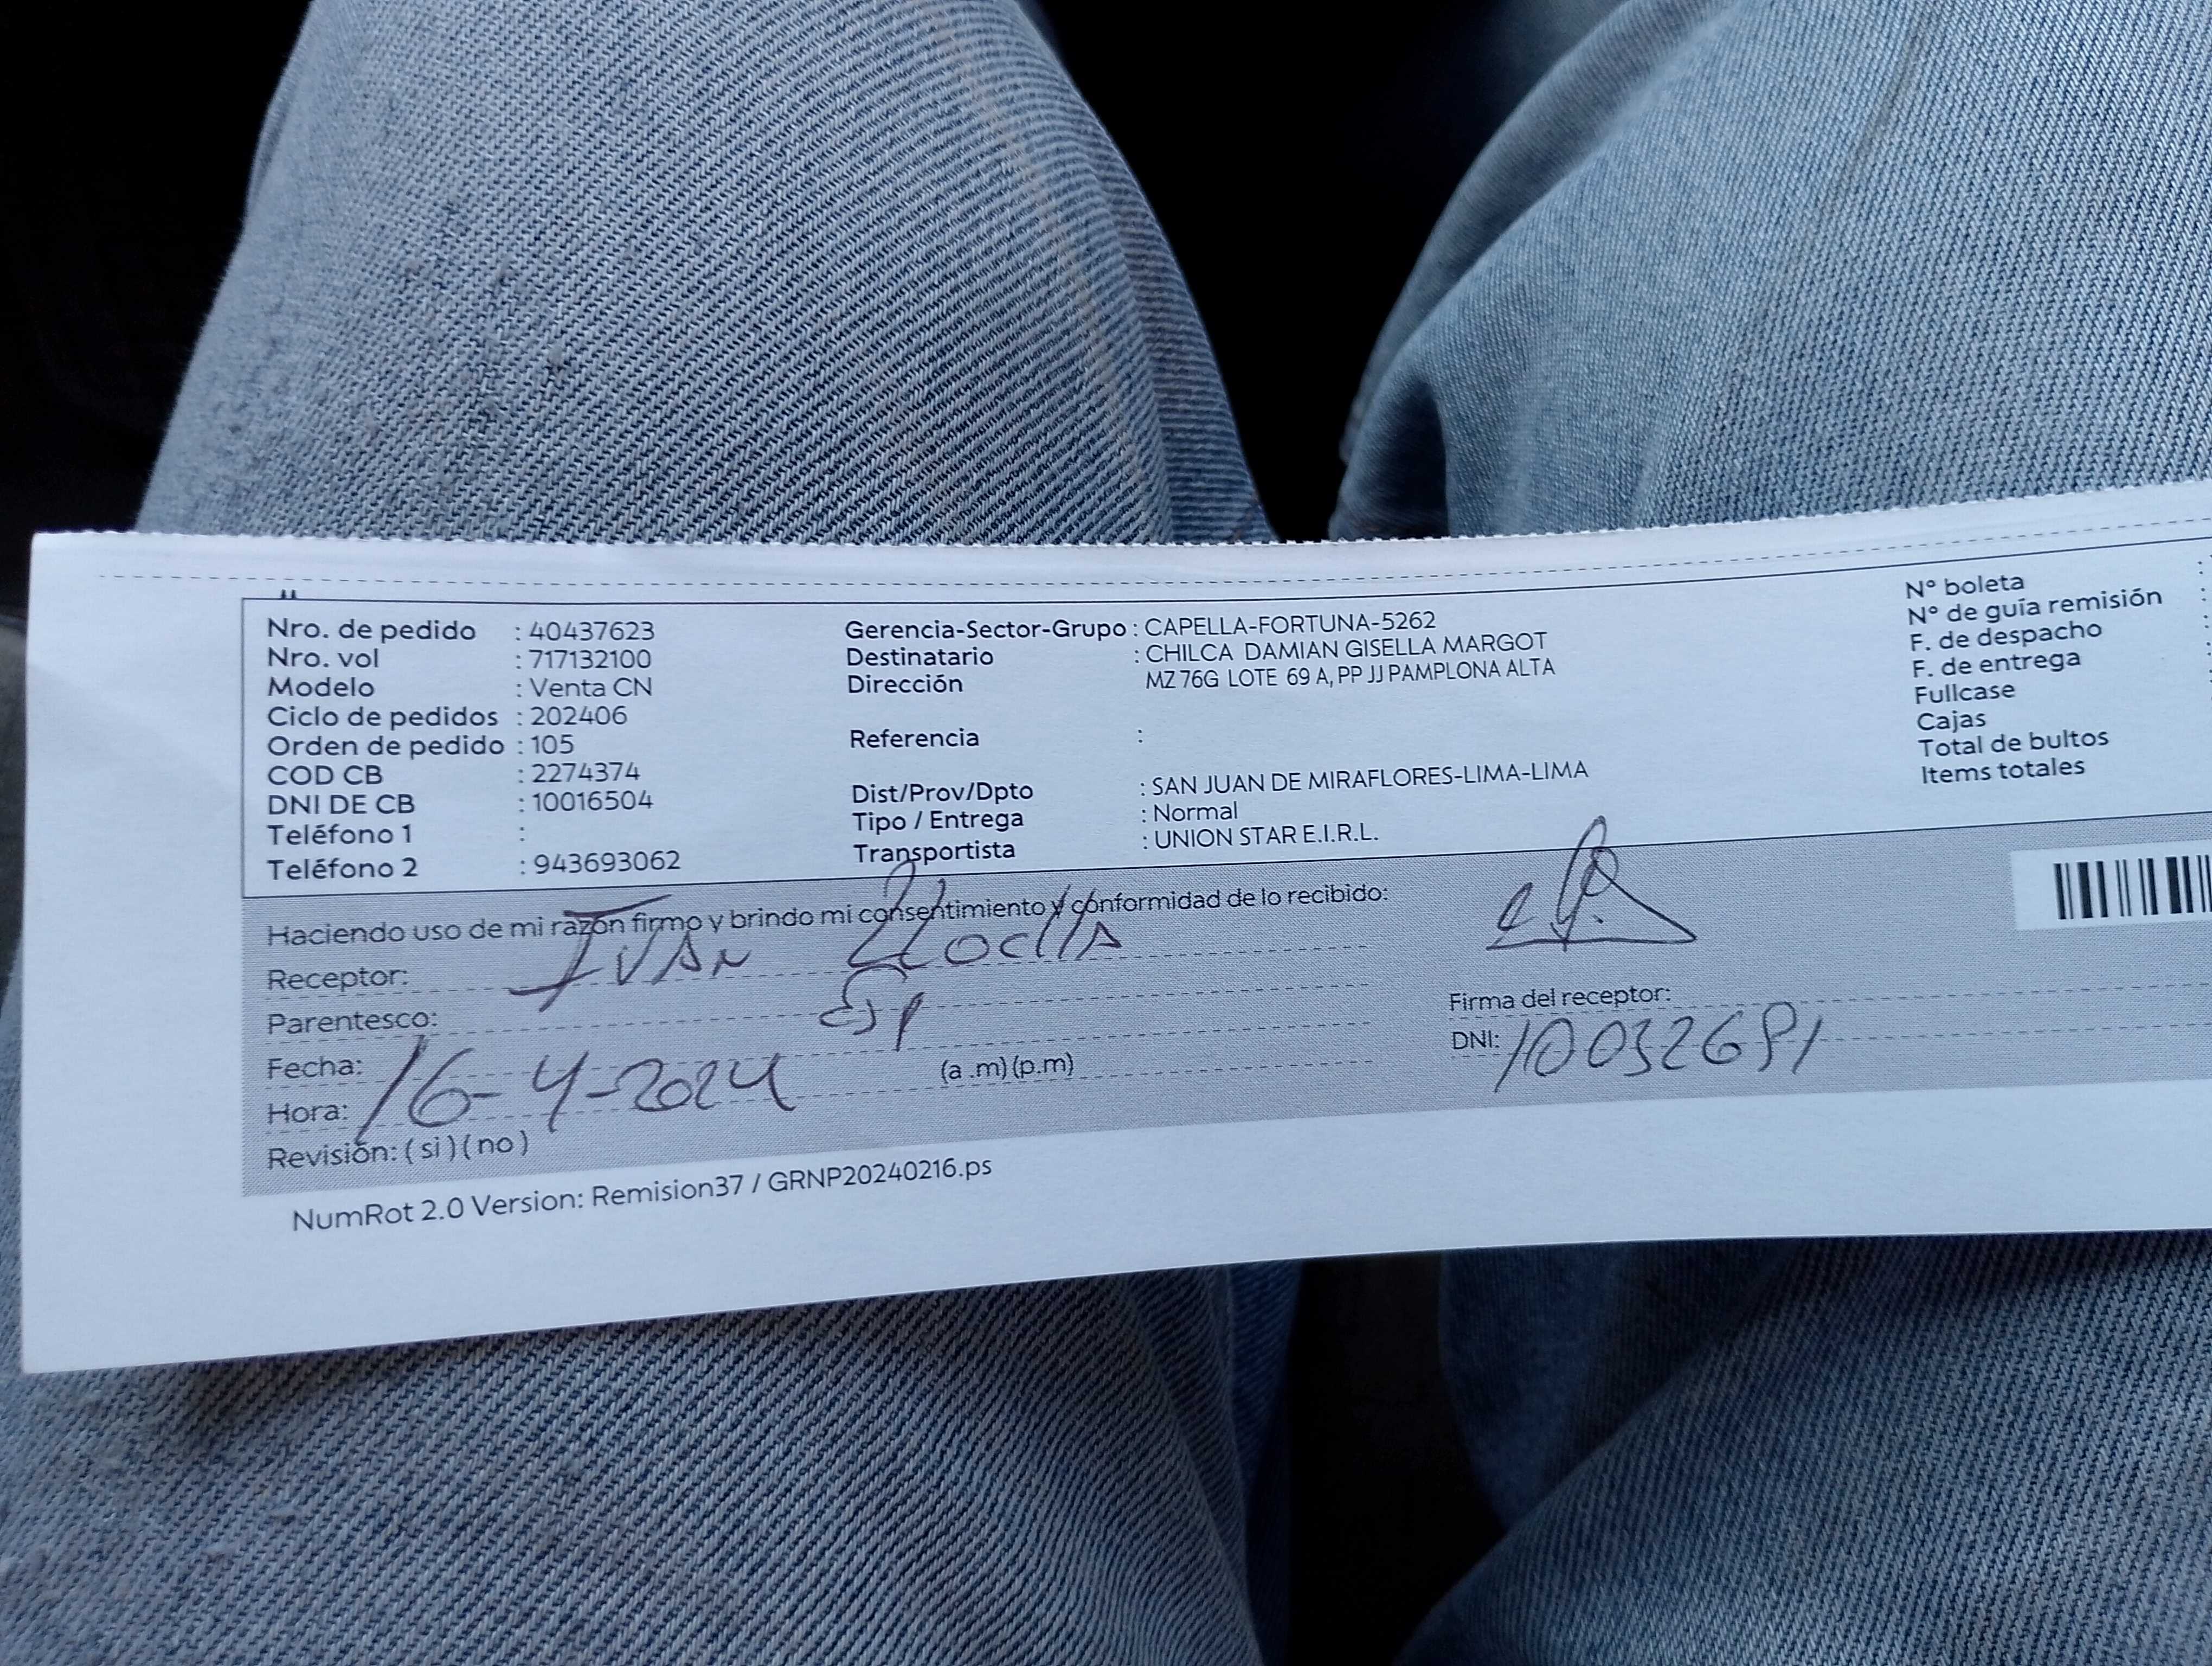 Nro. de pedido : 40437623
Nro. vol : 717132100
Modelo : Venta CN
Ciclo de pedidos : 202406
Orden de pedido : 105
COD CB : 2274374
DNI DE CB : 10016504
Teléfono 1 :
Teléfono 2 : 943693062
Gerencia-Sector-Grupo : CAPELLA-FORTUNA-5262
Destinatario : CHILCA DAMIAN GISELLA MARGOT
Dirección MZ 76G LOTE 69 A, PP JJ PAMPLONA ALTA
Referencia :
Dist/Prov/Dpto : SAN JUAN DE MIRAFLORES-LIMA-LIMA
Tipo / Entrega : Normal
Transportista : UNION STAR E.I.R.L.
N° boleta :
N° de guía remisión :
F. de despacho :
F. de entrega :
Fullcase
Cajas
Total de bultos
Items totales
Haciendo uso de mi razón firmo y brindo mi consentimiento y conformidad de lo recibido:
Receptor: IVAN
Parentesco: Esp
Fecha: 16-4-2024
Hora: (a .m) (p.m)
Revisión: ( si ) ( no )
Firma del receptor:
DNI: 10032691
NumRot 2.0 Version: Remision37 / GRNP20240216.ps